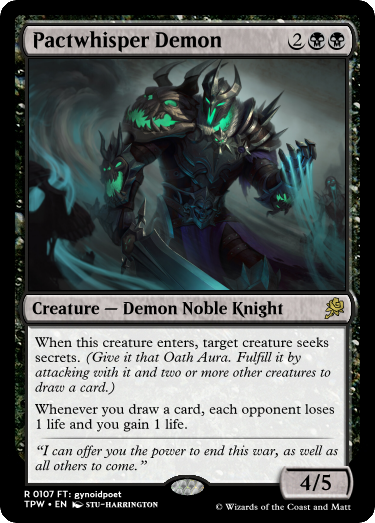 Pactwhisper Demon 2
Creature — Demon Noble Knight
When this creature enters, target creature seeks
secrets. (Give it that Oath Aura. Fulfill it by
attacking with it and two or more other creatures to
draw a card.)
Whenever you draw a card, each opponent loses
1 life and you gain 1 life.
“I can offer you the power to end this war, as well as
all others to come.”
4/5
R 0107 FT: gynoidpoet
TPW • EN STU-HARRINGTON
© Wizards of the Coast and Matt